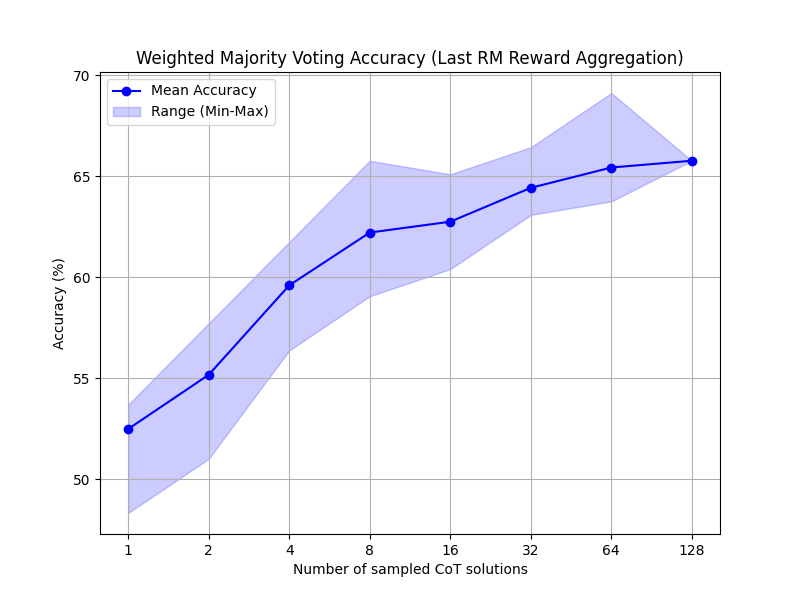 Weighted Majority Voting Accuracy (Last RM Reward Aggregation)
Mean Accuracy
Range (Min-Max)
70
65
60
55
50
Accuracy (%)
1 2 4 8 16 32 64 128
Number of sampled CoT solutions